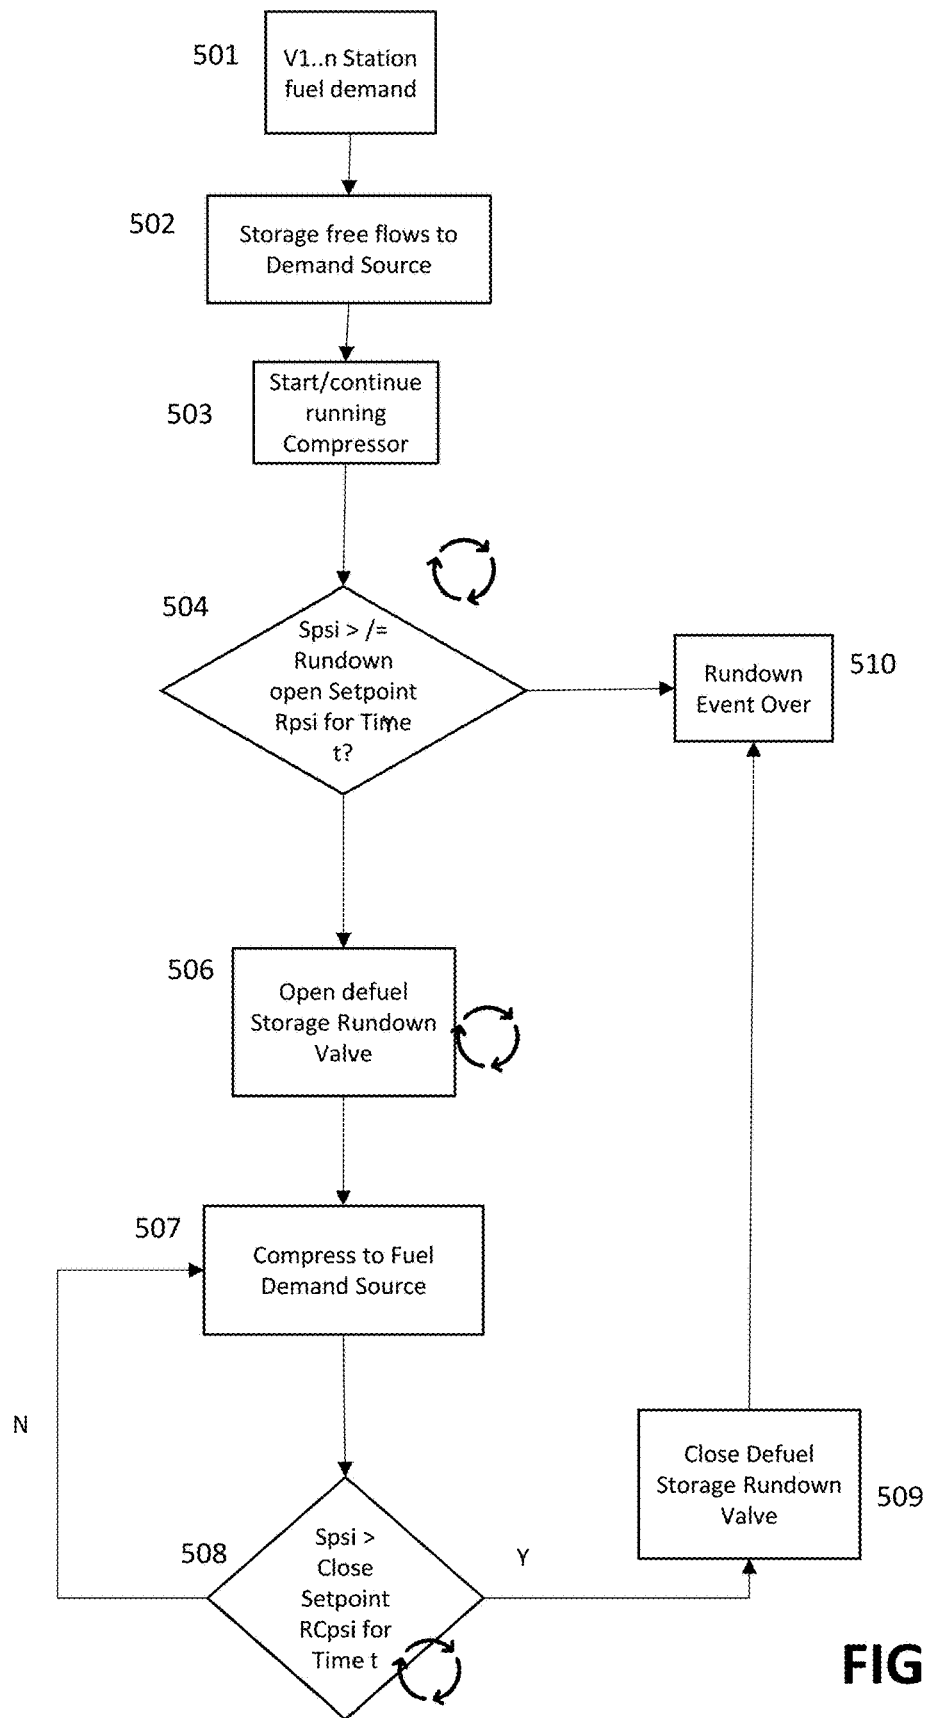 501
V1..n Station
fuel demand
502
Storage free flows to
Demand Source
503
Start/continue
running
Compressor
504
Spsi > /=
Rundown
open Setpoint
Rpsi for Time
t?
Y
510
Rundown
Event Over
506
Open defuel
Storage Rundown
Valve
507
Compress to Fuel
Demand Source
N
508
Spsi >
Close
Setpoint
RCpsi for
Time t
Y
Close Defuel
Storage Rundown
Valve
509
FIG